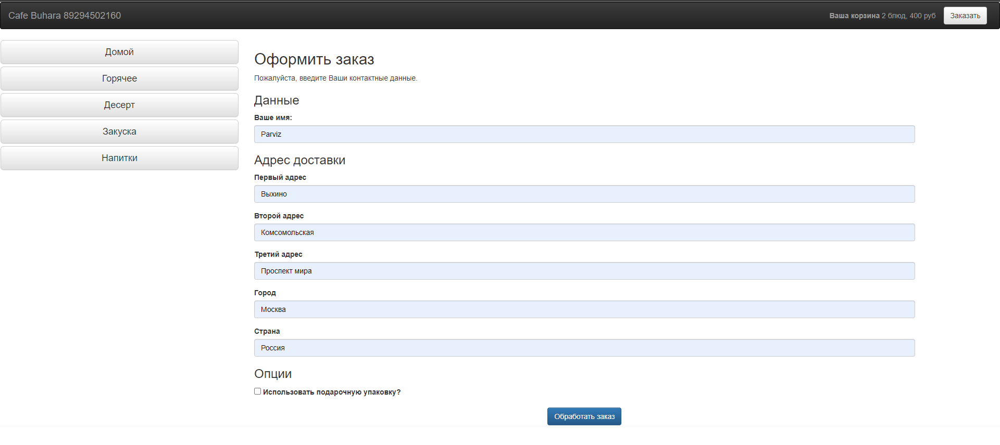 Cafe Buhara 89294502160
Ваша корзина 2 блюд, 400 руб
Заказать
Домой
Горячее
Десерт
Закуска
Напитки
Оформить заказ
Пожалуйста, введите Ваши контактные данные.
Данные
Ваше имя:
Parviz
Адрес доставки
Первый адрес
Выхино
Второй адрес
Комсомольская
Третий адрес
Проспект мира
Город
Москва
Страна
Россия
Опции
Использовать подарочную упаковку?
Обработать заказ